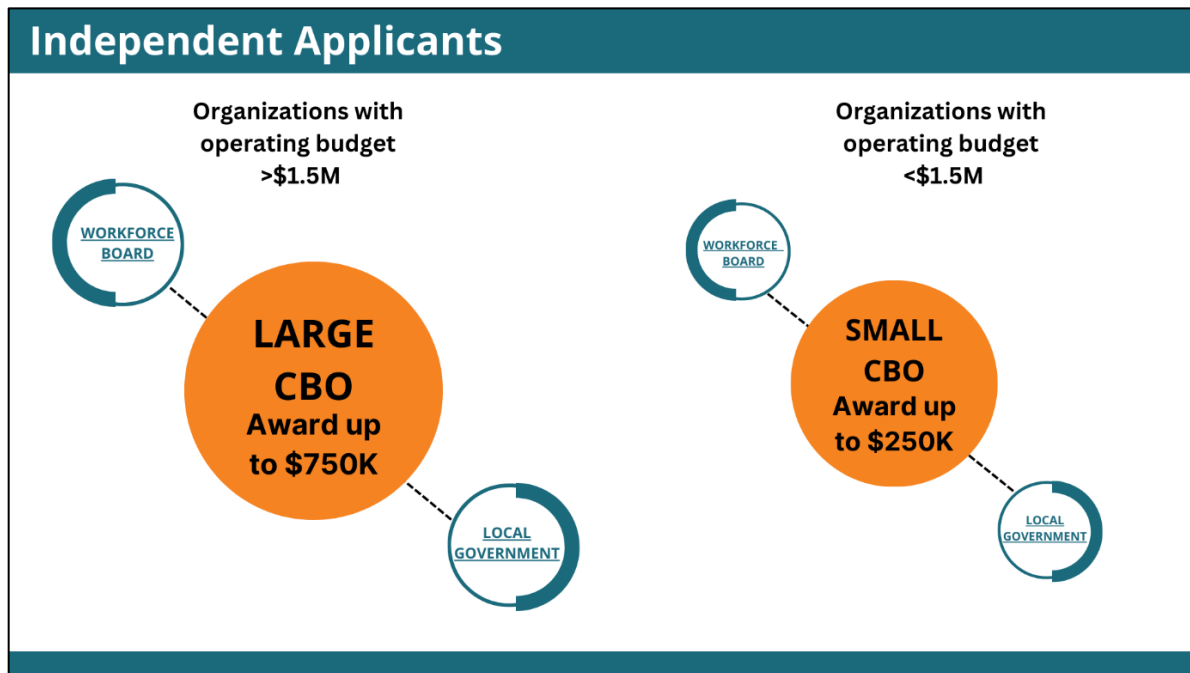 Independent Applicants
Organizations with
operating budget
>$1.5M
WORKFORCE
BOARD
LARGE
CBO
Award up
to $750K
LOCAL
GOVERNMENT
Organizations with
operating budget
<$1.5M
WORKFORCE
BOARD
SMALL
CBO
Award up
to $250K
LOCAL
GOVERNMENT